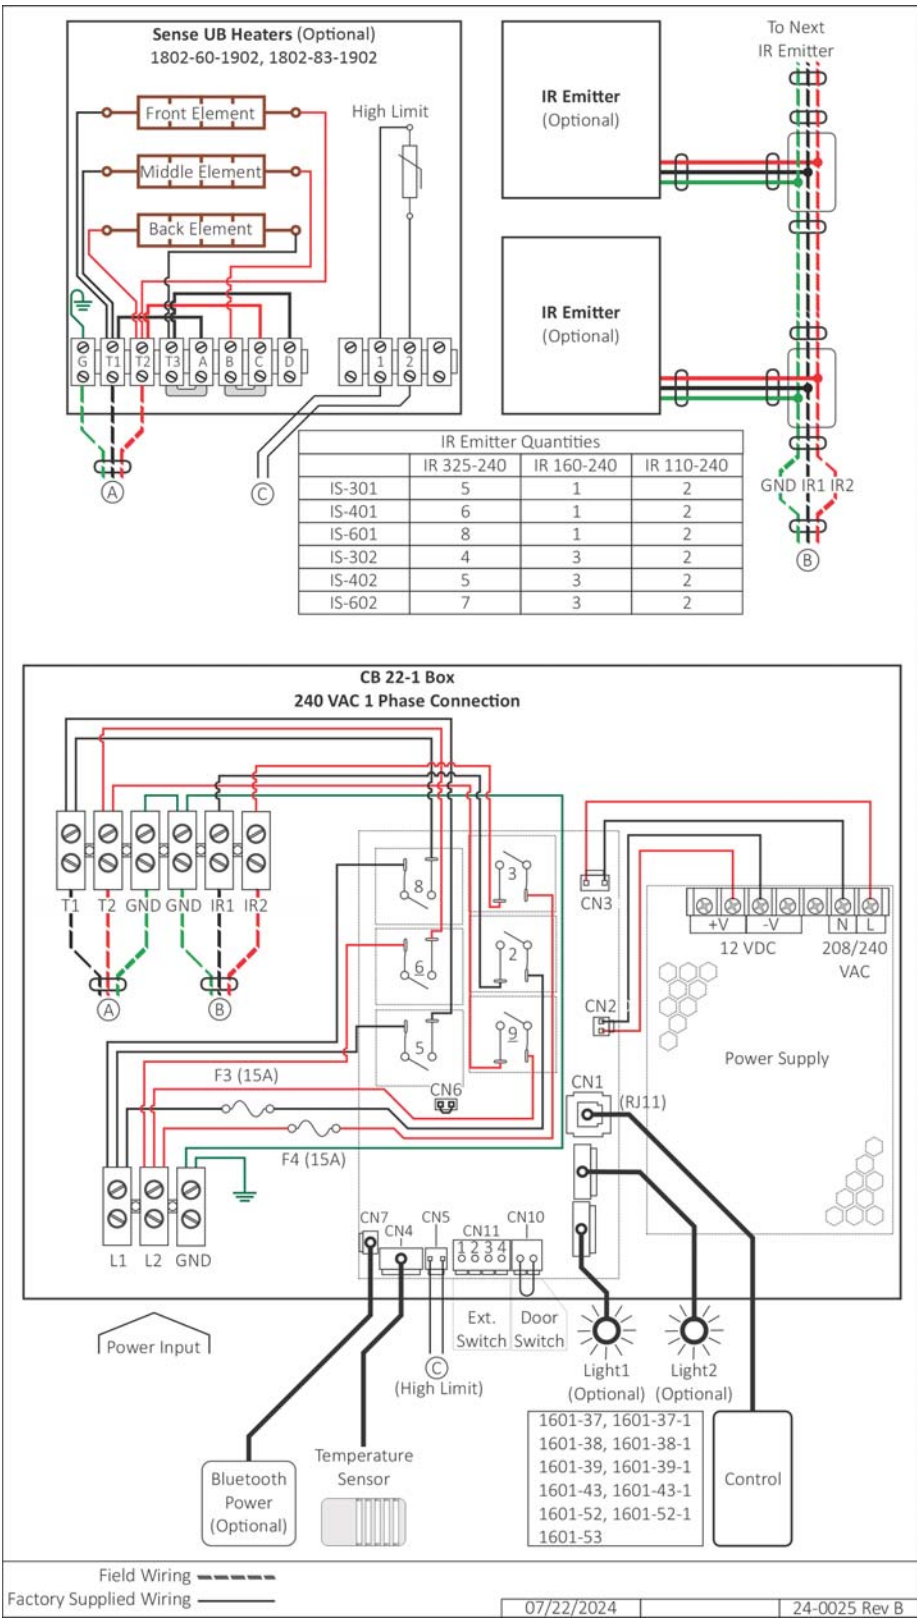 Sense UB Heaters (Optional)
1802-60-1902, 1802-83-1902
Front Element
Middle Element
Back Element
High Limit
G T1 T2 T3 A B C D
1 2
A
C
IR Emitter
(Optional)
IR Emitter
(Optional)
To Next
IR Emitter
GND IR1 IR2
B
IR Emitter Quantities
IR 325-240 IR 160-240 IR 110-240
IS-301 5 1 2
IS-401 6 1 2
IS-601 8 1 2
IS-302 4 3 2
IS-402 5 3 2
IS-602 7 3 2
CB 22-1 Box
240 VAC 1 Phase Connection
T1 T2 GND GND IR1 IR2
A
B
8
3
6
2
5
9
CN6
CN3
CN2
CN1
(RJ11)
+V -V N L
12 VDC
208/240
VAC
Power Supply
F3 (15A)
F4 (15A)
L1 L2 GND
CN7
CN4
CN5
CN11
1 2 3 4
CN10
Ext.
Switch
Door
Switch
Power Input
C
(High Limit)
Light1
(Optional)
Light2
(Optional)
1601-37, 1601-37-1
1601-38, 1601-38-1
1601-39, 1601-39-1
1601-43, 1601-43-1
1601-52, 1601-52-1
1601-53
Control
Bluetooth
Power
(Optional)
Temperature
Sensor
Field Wiring
Factory Supplied Wiring
07/22/2024
24-0025 Rev B